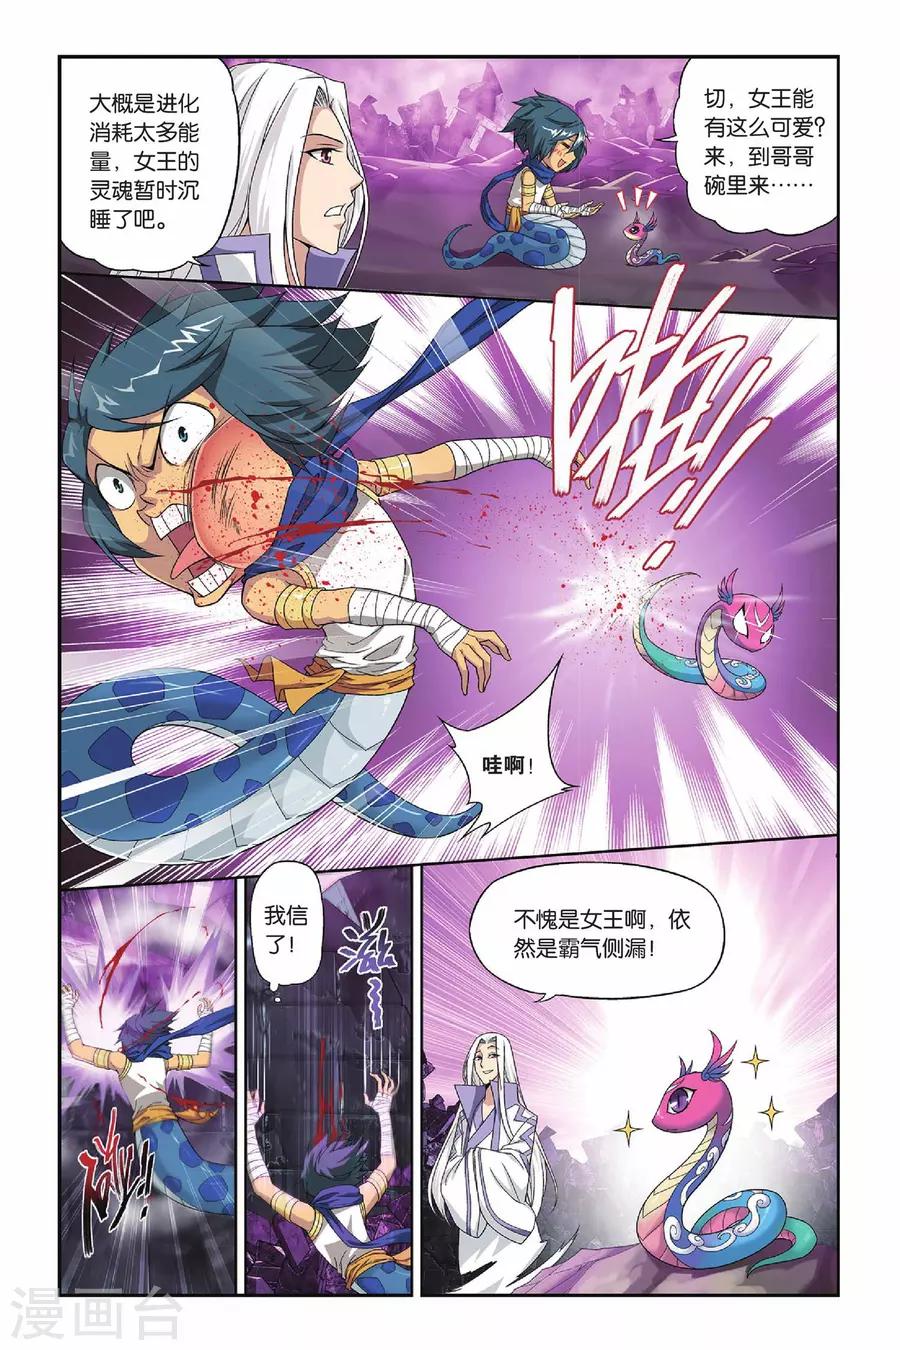 大概是进化
消耗太多能
量，女王的
灵魂暂时沉
睡了吧。
切，女王能
有这么可爱？
来，到哥哥
碗里来……
啪！！
哇啊！
砰！！
我信
了！
滋——
不愧是女王啊，依
然是霸气侧漏！
漫画台